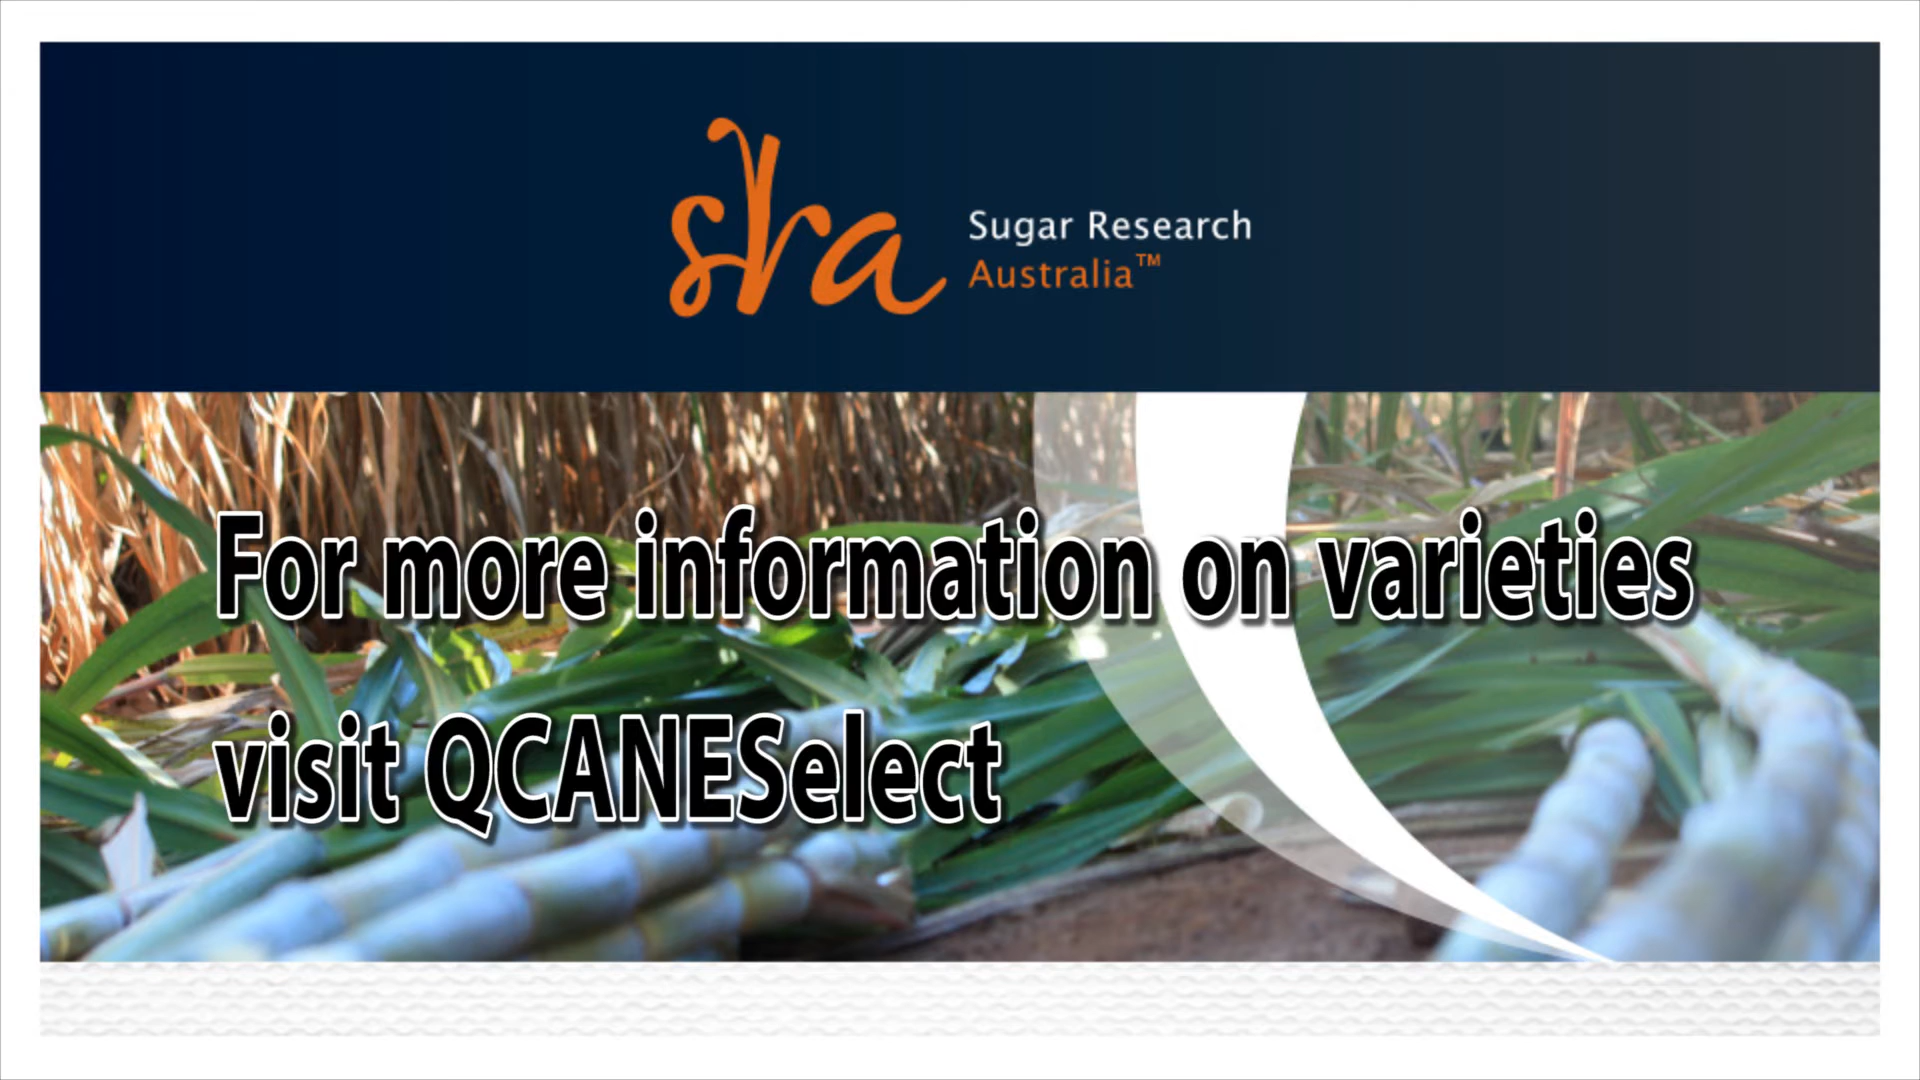 sra
Sugar Research
Australia™
For more information on varieties
visit QCANESelect